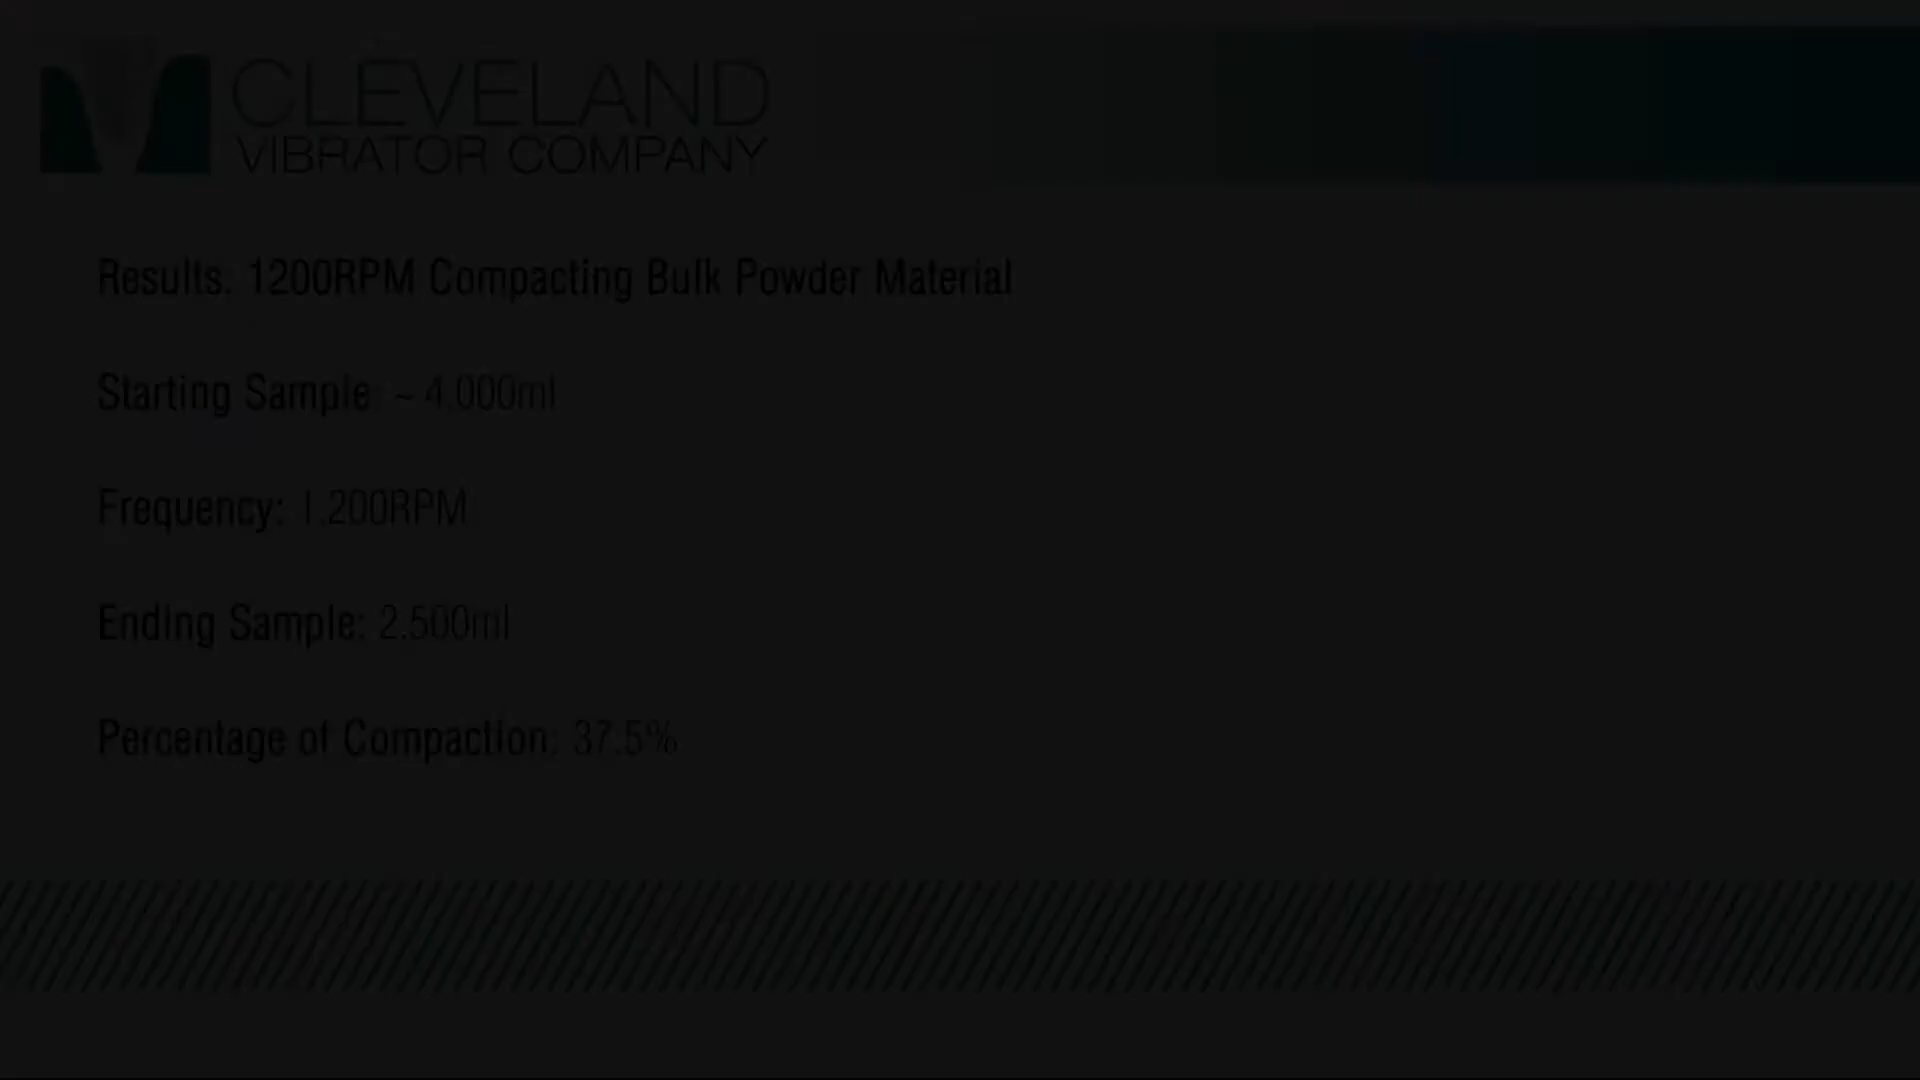 CLEVELAND
VIBRATOR COMPANY
Results: 1200RPM Compacting Bulk Powder Material
Starting Sample: ~ 4,000ml
Frequency: 1,200RPM
Ending Sample: 2,500ml
Percentage of Compaction: 37.5%